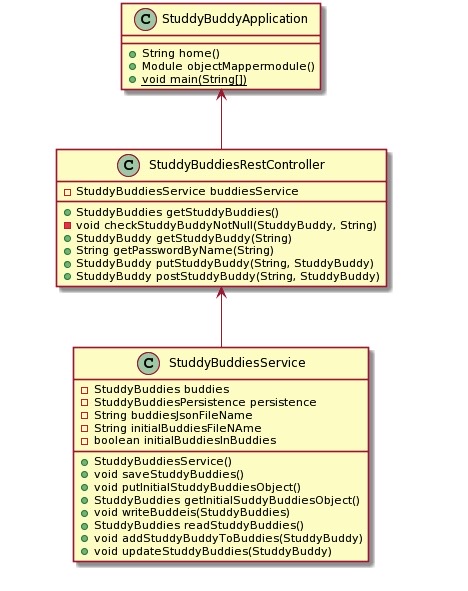 C StuddyBuddyApplication
String home()
Module objectMappermodule()
void main(String[])
C StuddyBuddiesRestController
StuddyBuddiesService buddiesService
StuddyBuddies getStuddyBuddies()
void checkStuddyBuddyNotNull(StuddyBuddy, String)
StuddyBuddy getStuddyBuddy(String)
String getPasswordByName(String)
StuddyBuddy putStuddyBuddy(String, StuddyBuddy)
StuddyBuddy postStuddyBuddy(String, StuddyBuddy)
C StuddyBuddiesService
StuddyBuddies buddies
StuddyBuddiesPersistence persistence
String buddiesJsonFileName
String initialBuddiesFileNAme
boolean initialBuddiesInBuddies
StuddyBuddiesService()
void saveStuddyBuddies()
void putInitialStuddyBuddiesObject()
StuddyBuddies getInitialSuddyBuddiesObject()
void writeBuddeis(StuddyBuddies)
StuddyBuddies readStuddyBuddies()
void addStuddyBuddyToBuddies(StuddyBuddy)
void updateStuddyBuddies(StuddyBuddy)